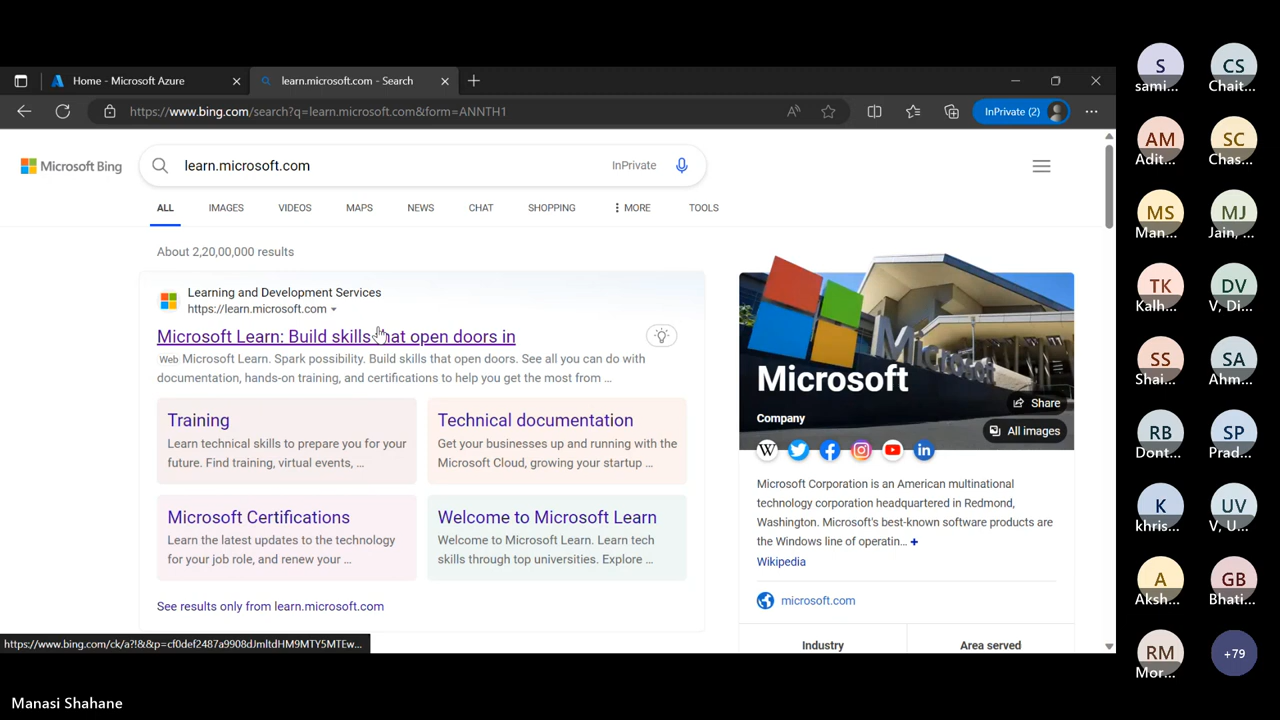 Home - Microsoft Azure
learn.microsoft.com - Search
https://www.bing.com/search?q=learn.microsoft.com&form=ANNTH1
InPrivate (2)
Microsoft Bing
learn.microsoft.com
InPrivate
ALL
IMAGES
VIDEOS
MAPS
NEWS
CHAT
SHOPPING
MORE
TOOLS
About 2,20,00,000 results
Learning and Development Services
https://learn.microsoft.com
Microsoft Learn: Build skills that open doors in
Web Microsoft Learn. Spark possibility. Build skills that open doors. See all you can do with
documentation, hands-on training, and certifications to help you get the most from ...
Training
Learn technical skills to prepare you for your
future. Find training, virtual events, ...
Technical documentation
Get your businesses up and running with the
Microsoft Cloud, growing your startup ...
Microsoft Certifications
Learn the latest updates to the technology
for your job role, and renew your ...
Welcome to Microsoft Learn
Welcome to Microsoft Learn. Learn tech
skills through top universities. Explore ...
See results only from learn.microsoft.com
https://www.bing.com/ck/a?!&&p=cf0def2487a9908dJmltdHM9MTY5MTEw...
Microsoft
Microsoft
Company
Share
All images
W
Microsoft Corporation is an American multinational
technology corporation headquartered in Redmond,
Washington. Microsoft's best-known software products are
the Windows line of operatin... +
Wikipedia
microsoft.com
Industry
Area served
S
sami...
CS
Chait...
AM
Adit...
SC
Chas...
MS
Man...
MJ
Jain, ...
TK
Kalh...
DV
V, Di...
SS
Shai...
SA
Ahm...
RB
Dont...
SP
Prad...
K
khris...
UV
V, U...
A
Aksh...
GB
Bhati...
RM
Mor...
+79
Manasi Shahane